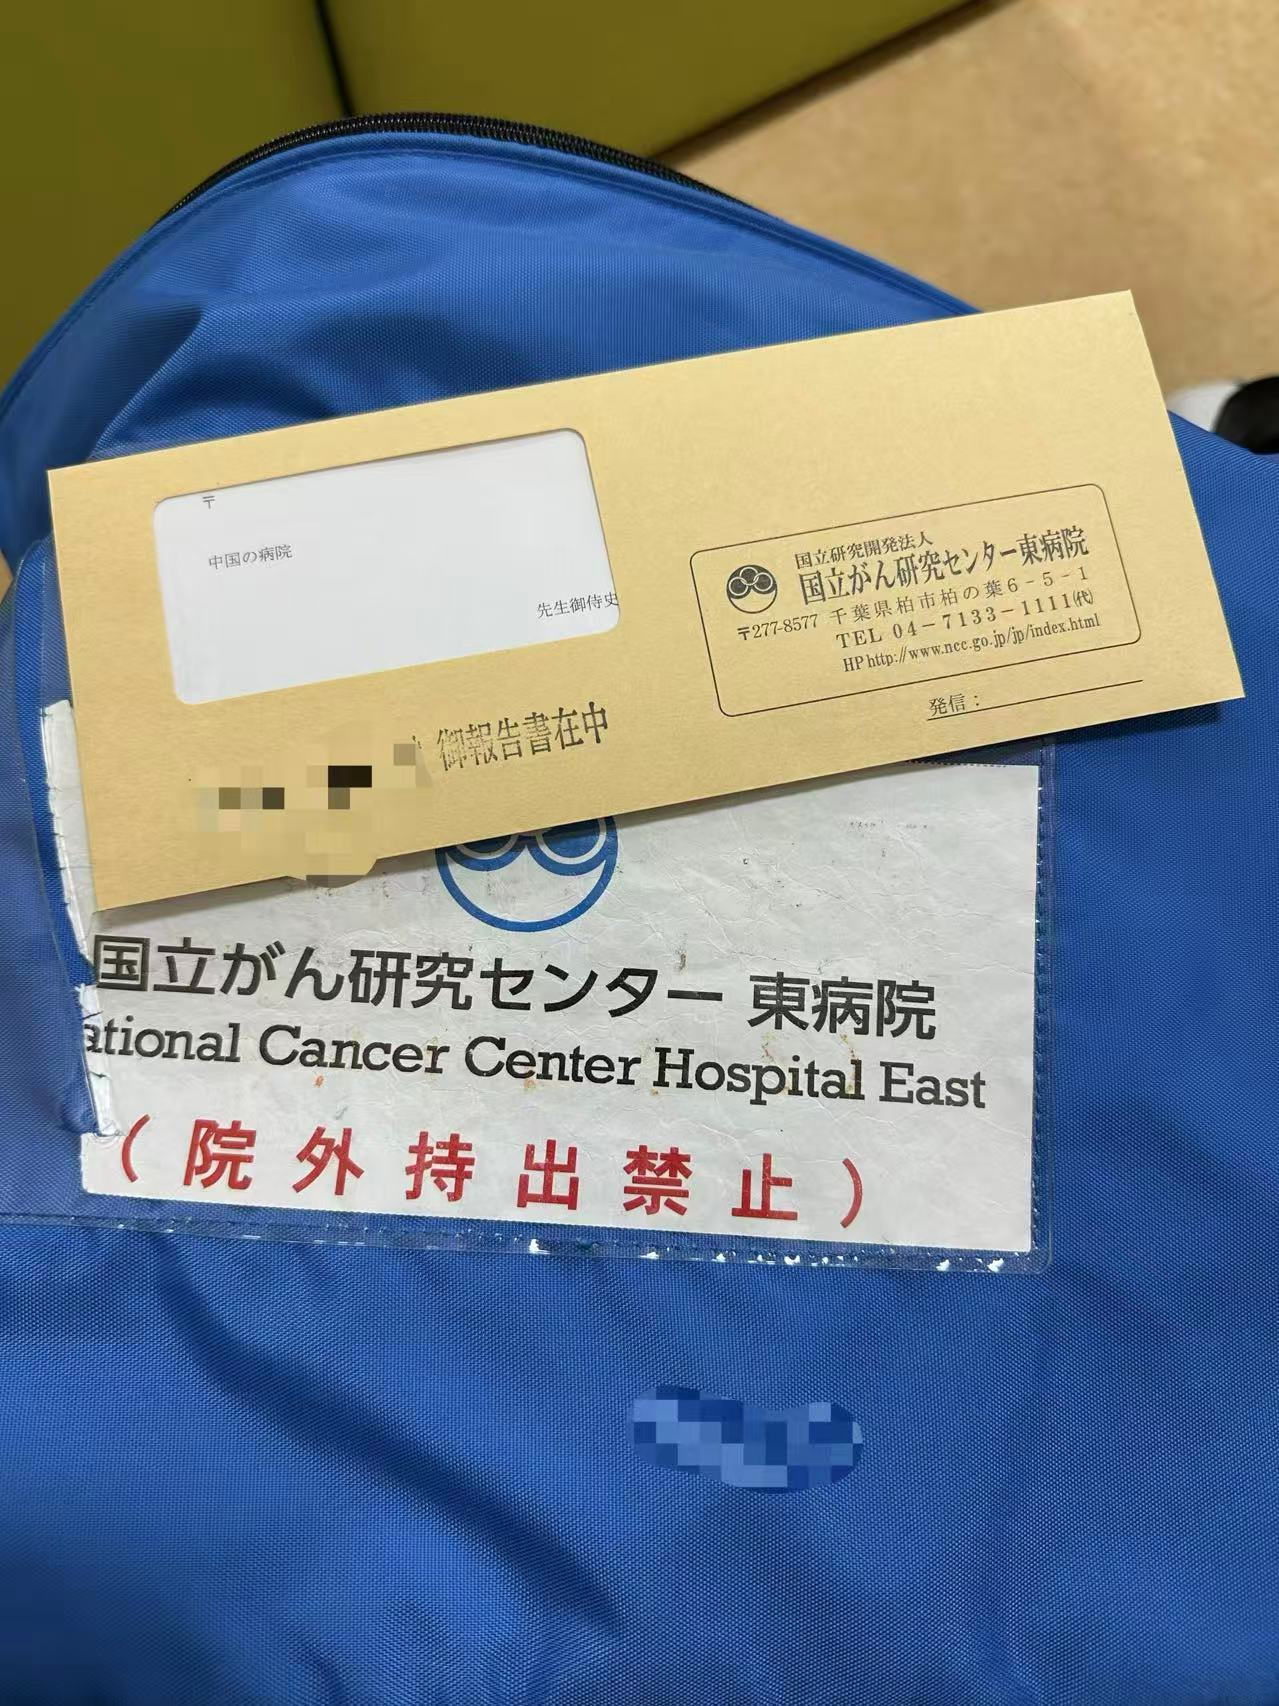 〒
中国の病院
先生御侍史
御報告書在中
国立研究開発法人
国立がん研究センター東病院
〒277-8577 千葉県柏市柏の葉6-5-1
TEL 04-7133-1111㈹
HP http://www.ncc.go.jp/jp/index.html
発信：
国立がん研究センター 東病院
ational Cancer Center Hospital East
（院外持出禁止）